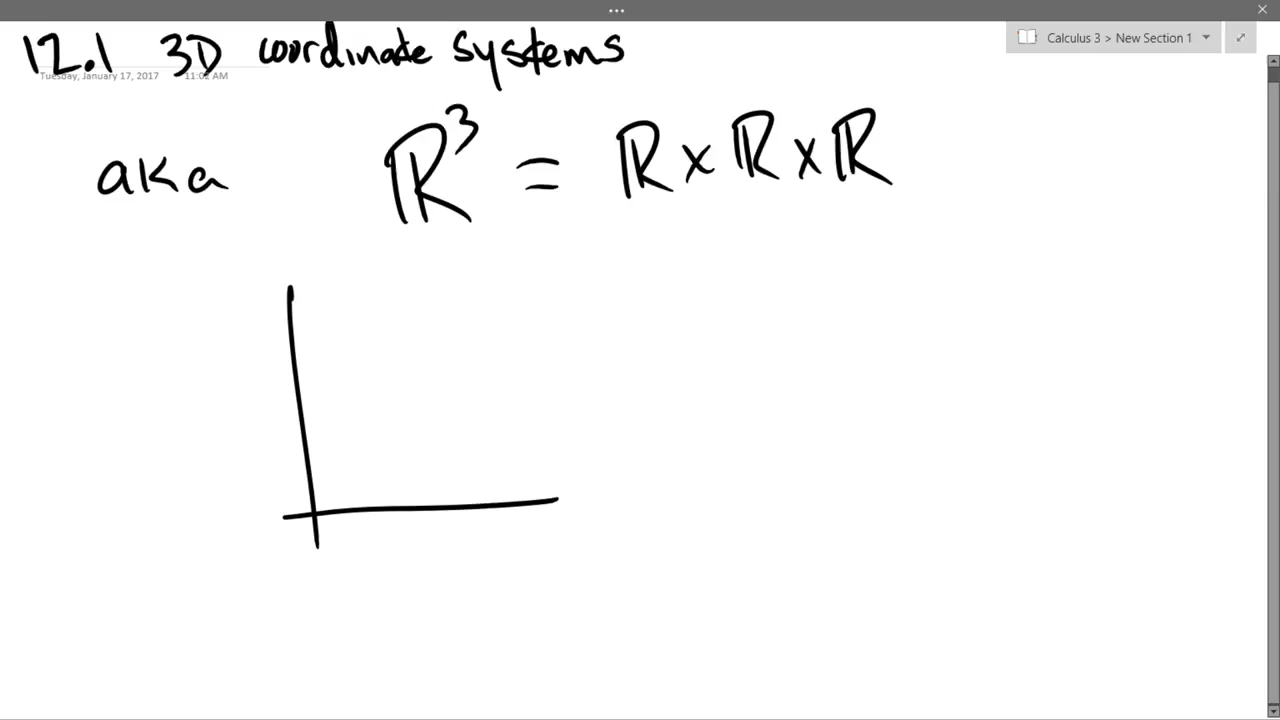 Calculus 3 > New Section 1
12.1 3D coordinate systems
Tuesday, January 17, 2017 11:02 AM
aka ℝ³ = ℝ × ℝ × ℝ